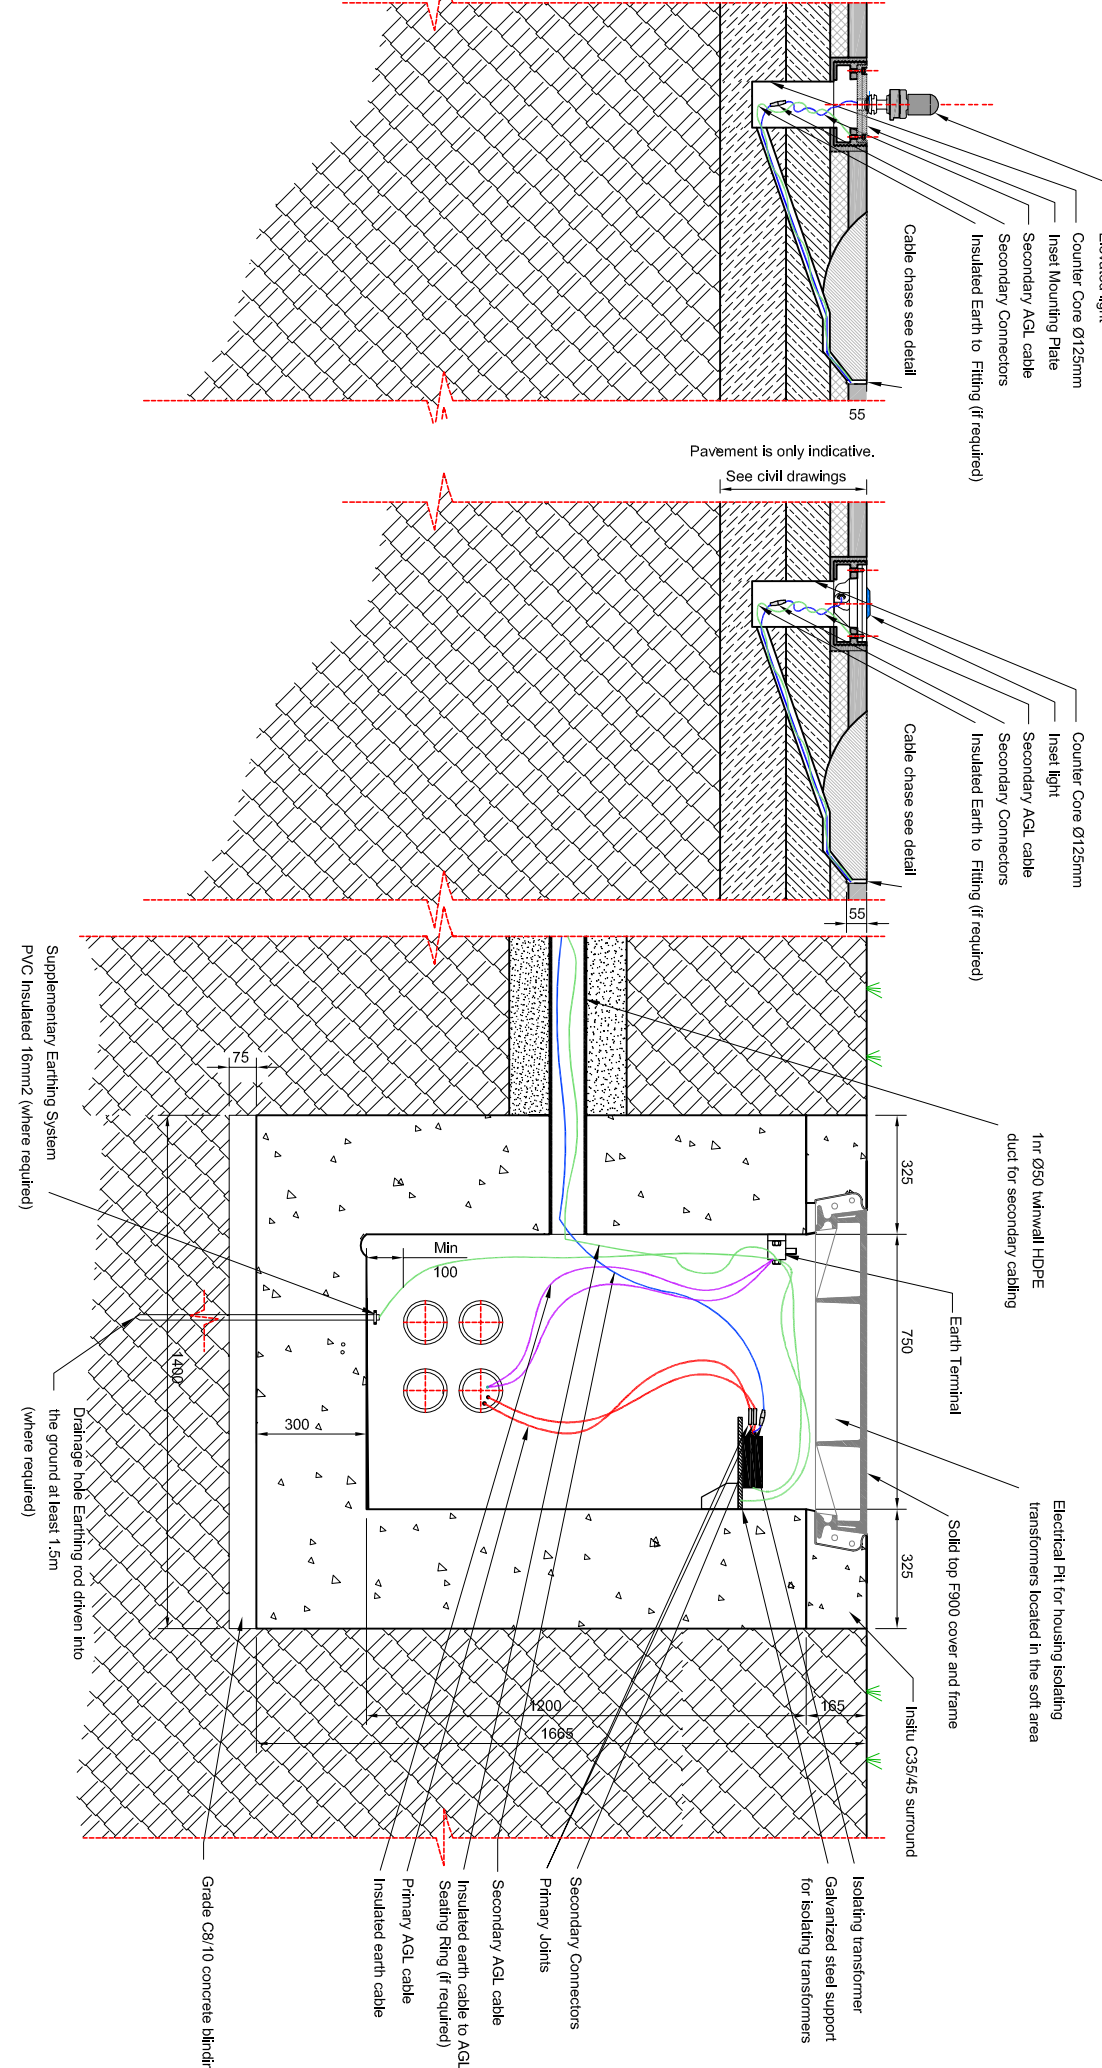 Elevated light
Counter Core Ø125mm
Inset Mounting Plate
Secondary AGL cable
Secondary Connectors
Insulated Earth to Fitting (if required)
Cable chase see detail
55
Pavement is only indicative.
See civil drawings
Counter Core Ø125mm
Inset light
Secondary AGL cable
Secondary Connectors
Insulated Earth to Fitting (if required)
Cable chase see detail
55
1nr Ø50 twinwall HDPE
duct for secondary cabling
Earth Terminal
Electrical Pit for housing isolating
transformers located in the soft area
Solid top F900 cover and frame
Insitu C35/45 surround
325
750
325
75
Min
100
300
1400
1200
165
1665
Supplementary Earthing System
PVC Insulated 16mm2 (where required)
Drainage hole Earthing rod driven into
the ground at least 1.5m
(where required)
Isolating transformer
Galvanized steel support
for isolating transformers
Secondary Connectors
Primary Joints
Secondary AGL cable
Insulated earth cable to AGL
Seating Ring (if required)
Primary AGL cable
Insulated earth cable
Grade C8/10 concrete